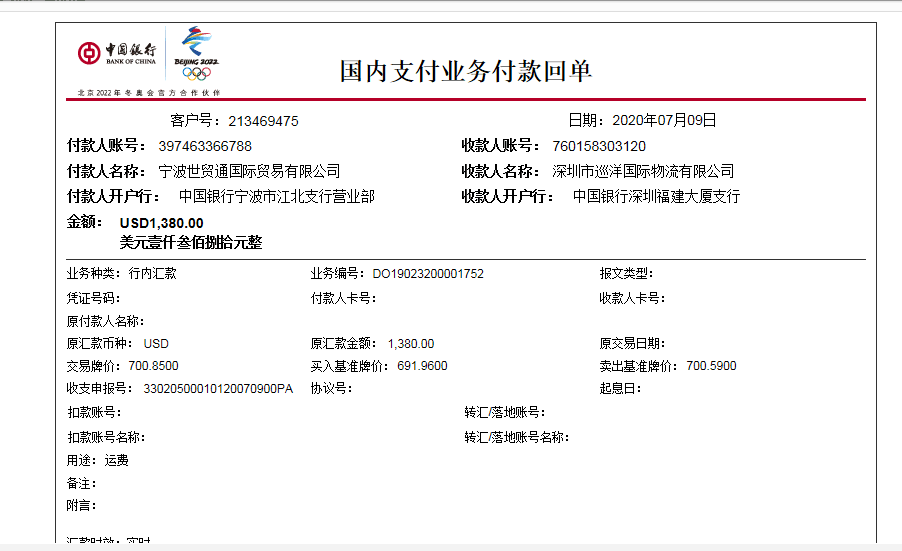 中国银行
BANK OF CHINA
BEIJING 2022
北京2022年冬奥会官方合作伙伴
国内支付业务付款回单
客户号：213469475 日期：2020年07月09日
付款人账号： 397463366788 收款人账号： 760158303120
付款人名称： 宁波世贸通国际贸易有限公司 收款人名称： 深圳市巡洋国际物流有限公司
付款人开户行： 中国银行宁波市江北支行营业部 收款人开户行： 中国银行深圳福建大厦支行
金额： USD1,380.00
美元壹仟叁佰捌拾元整
业务种类：行内汇款 业务编号：DO19023200001752 报文类型：
凭证号码： 付款人卡号： 收款人卡号：
原付款人名称：
原汇款币种： USD 原汇款金额： 1,380.00 原交易日期：
交易牌价：700.8500 买入基准牌价：691.9600 卖出基准牌价：700.5900
收支申报号： 33020500010120070900PA 协议号： 起息日：
扣款账号： 转汇/落地账号：
扣款账号名称： 转汇/落地账号名称：
用途：运费
备注：
附言：
汇款时效：实时